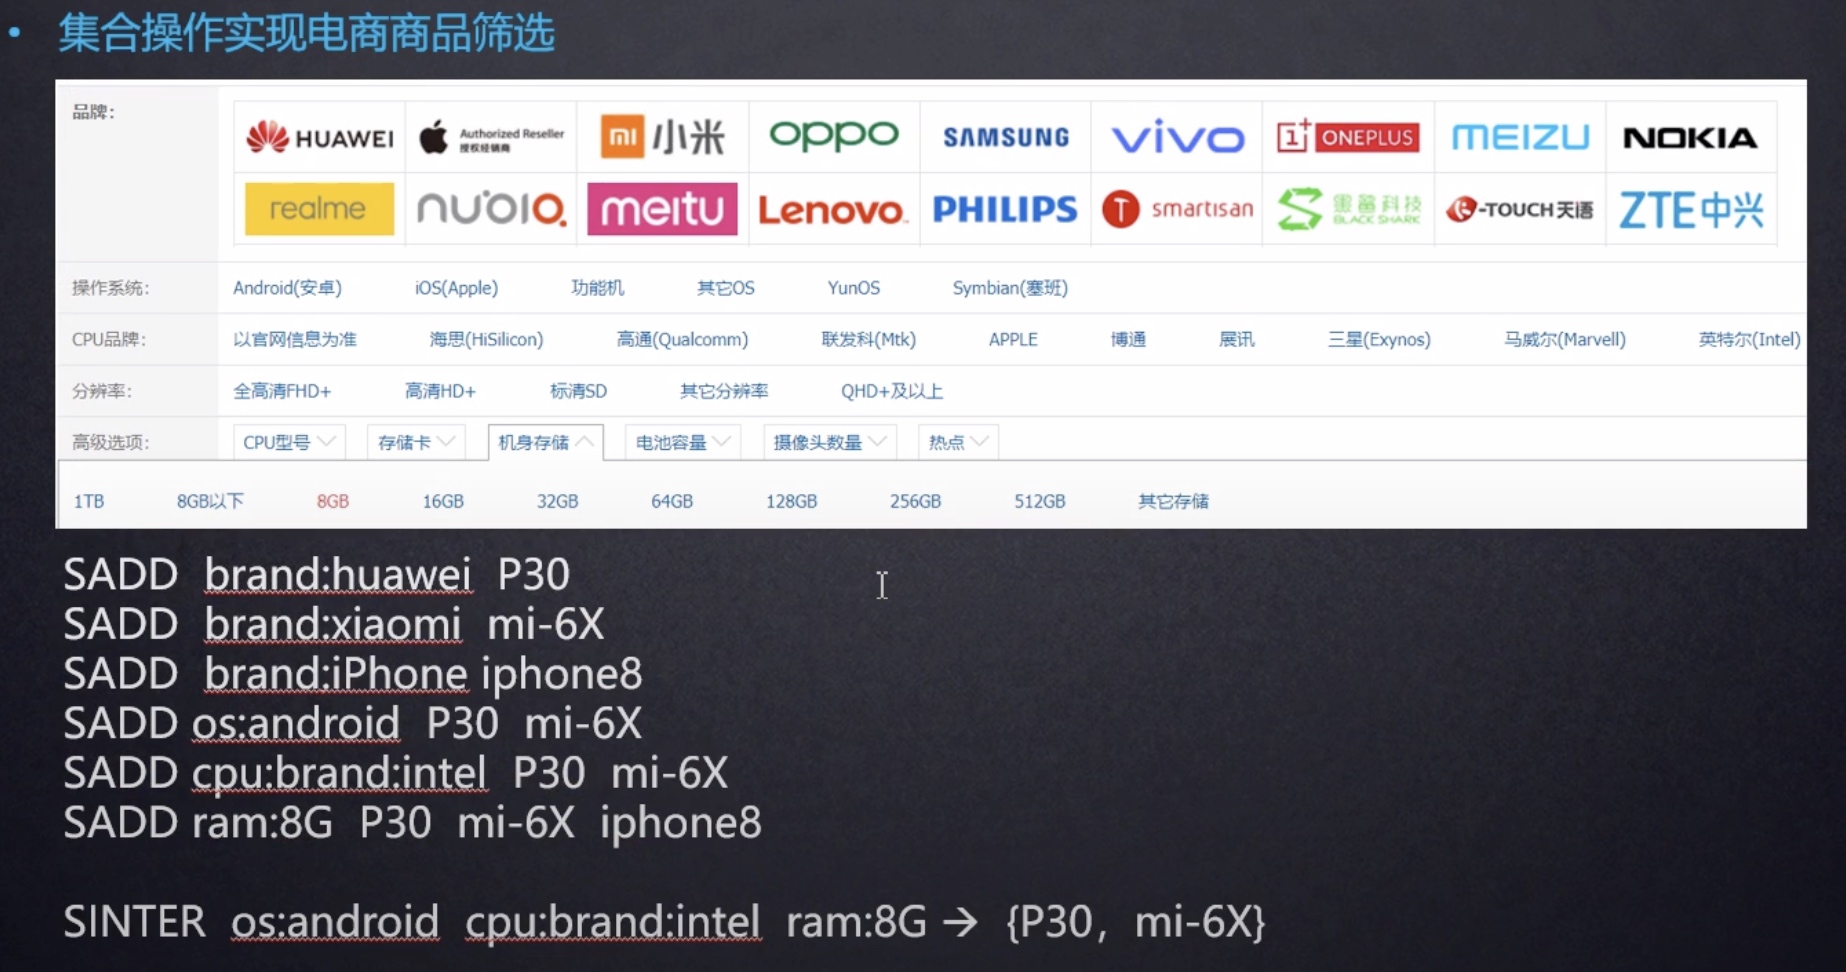 • 集合操作实现电商商品筛选
品牌：
HUAWEI Authorized Reseller 授权经销商 小米 oppo SAMSUNG vivo 1+ ONEPLUS MEIZU NOKIA
realme nubia meitu Lenovo PHILIPS T smartisan 黑鲨科技 BLACK SHARK K-TOUCH天语 ZTE中兴
操作系统： Android(安卓) iOS(Apple) 功能机 其它OS YunOS Symbian(塞班)
CPU品牌： 以官网信息为准 海思(HiSilicon) 高通(Qualcomm) 联发科(Mtk) APPLE 博通 展讯 三星(Exynos) 马威尔(Marvell) 英特尔(Intel)
分辨率： 全高清FHD+ 高清HD+ 标清SD 其它分辨率 QHD+及以上
高级选项： CPU型号 存储卡 机身存储 电池容量 摄像头数量 热点
1TB 8GB以下 8GB 16GB 32GB 64GB 128GB 256GB 512GB 其它存储
SADD brand:huawei P30
SADD brand:xiaomi mi-6X
SADD brand:iPhone iphone8
SADD os:android P30 mi-6X
SADD cpu:brand:intel P30 mi-6X
SADD ram:8G P30 mi-6X iphone8
SINTER os:android cpu:brand:intel ram:8G → {P30，mi-6X}